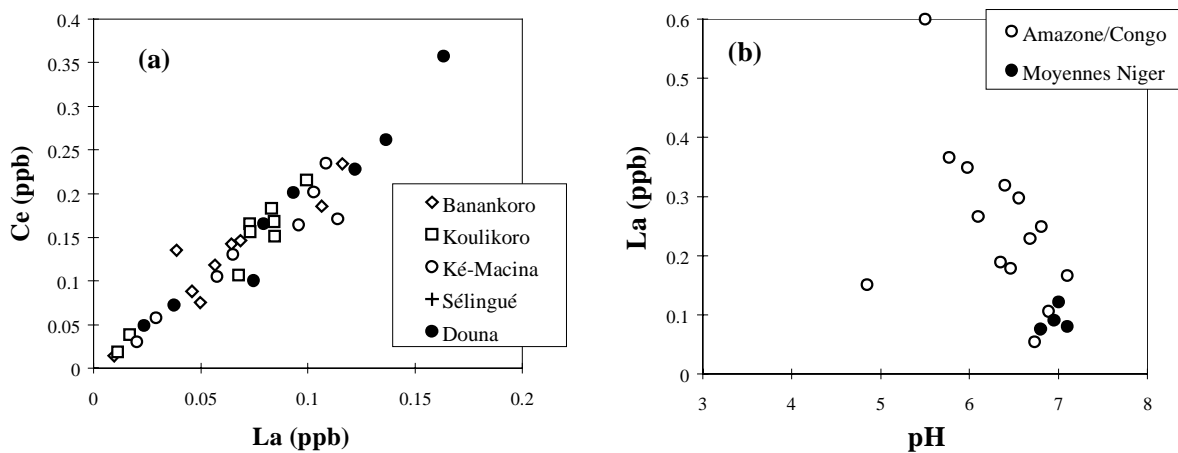 (a)
Ce (ppb)
0.4
0.35
0.3
0.25
0.2
0.15
0.1
0.05
0
0 0.05 0.1 0.15 0.2
La (ppb)
Banankoro
Koulikoro
Ké-Macina
Sélingué
Douna
(b)
La (ppb)
0.6
0.5
0.4
0.3
0.2
0.1
0
3 4 5 6 7 8
pH
Amazone/Congo
Moyennes Niger